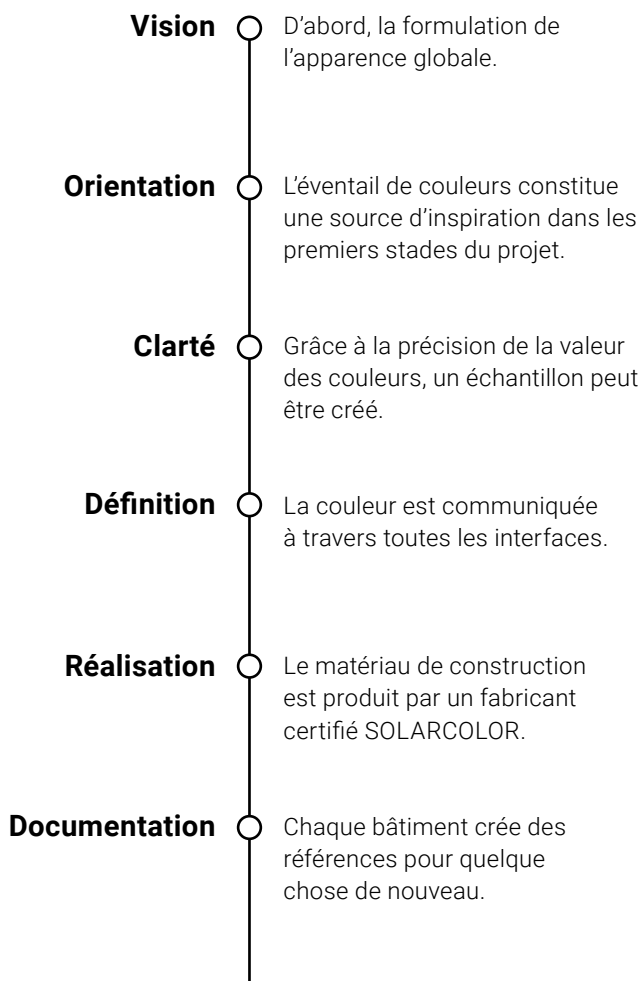 Vision
D’abord, la formulation de
l’apparence globale.
Orientation
L’éventail de couleurs constitue
une source d’inspiration dans les
premiers stades du projet.
Clarté
Grâce à la précision de la valeur
des couleurs, un échantillon peut
être créé.
Définition
La couleur est communiquée
à travers toutes les interfaces.
Réalisation
Le matériau de construction
est produit par un fabricant
certifié SOLARCOLOR.
Documentation
Chaque bâtiment crée des
références pour quelque
chose de nouveau.